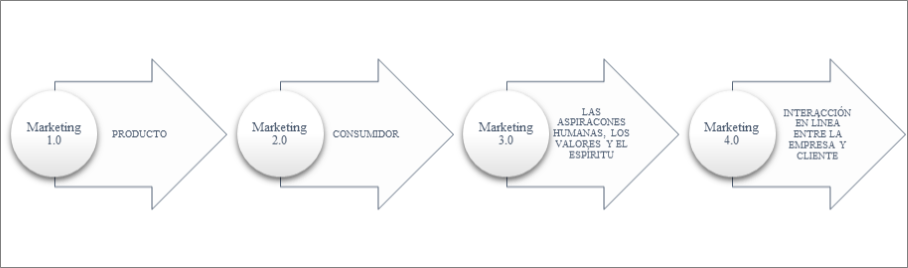 Marketing
1.0
PRODUCTO
Marketing
2.0
CONSUMIDOR
Marketing
3.0
LAS
ASPIRACONES
HUMANAS, LOS
VALORES Y EL
ESPÍRITU
Marketing
4.0
INTERACCIÓN
EN LINEA
ENTRE LA
EMPRESA Y
CLIENTE